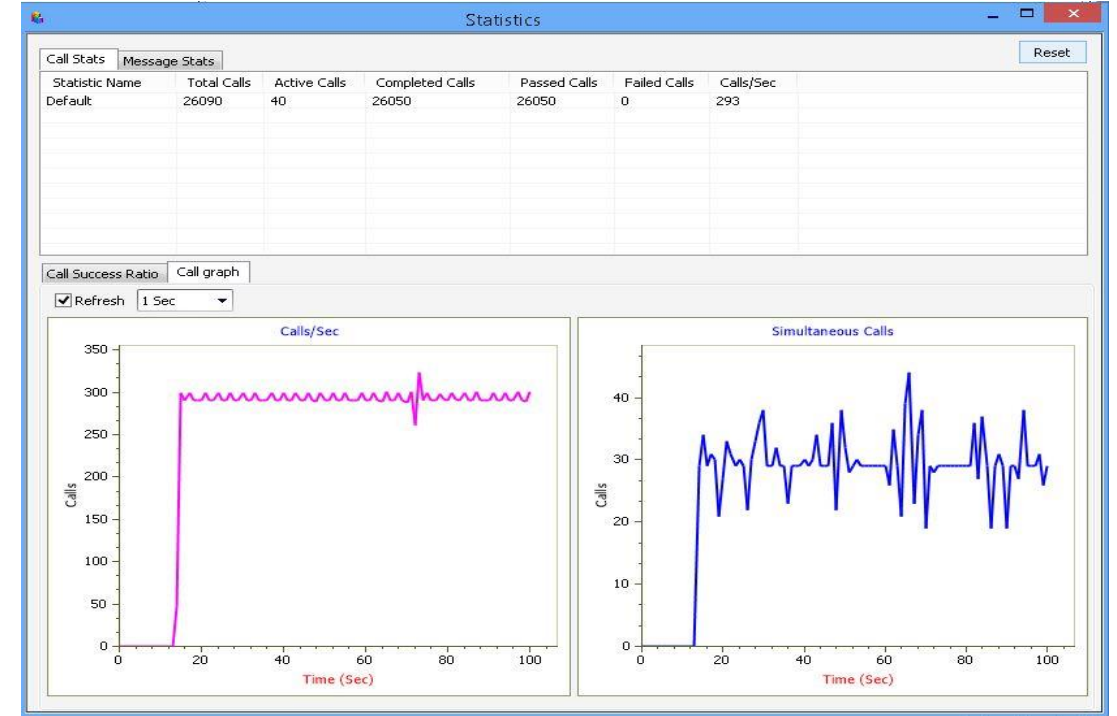 Statistics
Reset
Call Stats Message Stats
Statistic Name Total Calls Active Calls Completed Calls Passed Calls Failed Calls Calls/Sec
Default 26090 40 26050 26050 0 293
Call Success Ratio Call graph
Refresh 1 Sec
Calls/Sec
350
300
250
200
150
100
50
0
Calls
0 20 40 60 80 100
Time (Sec)
Simultaneous Calls
40
30
20
10
0
Calls
0 20 40 60 80 100
Time (Sec)